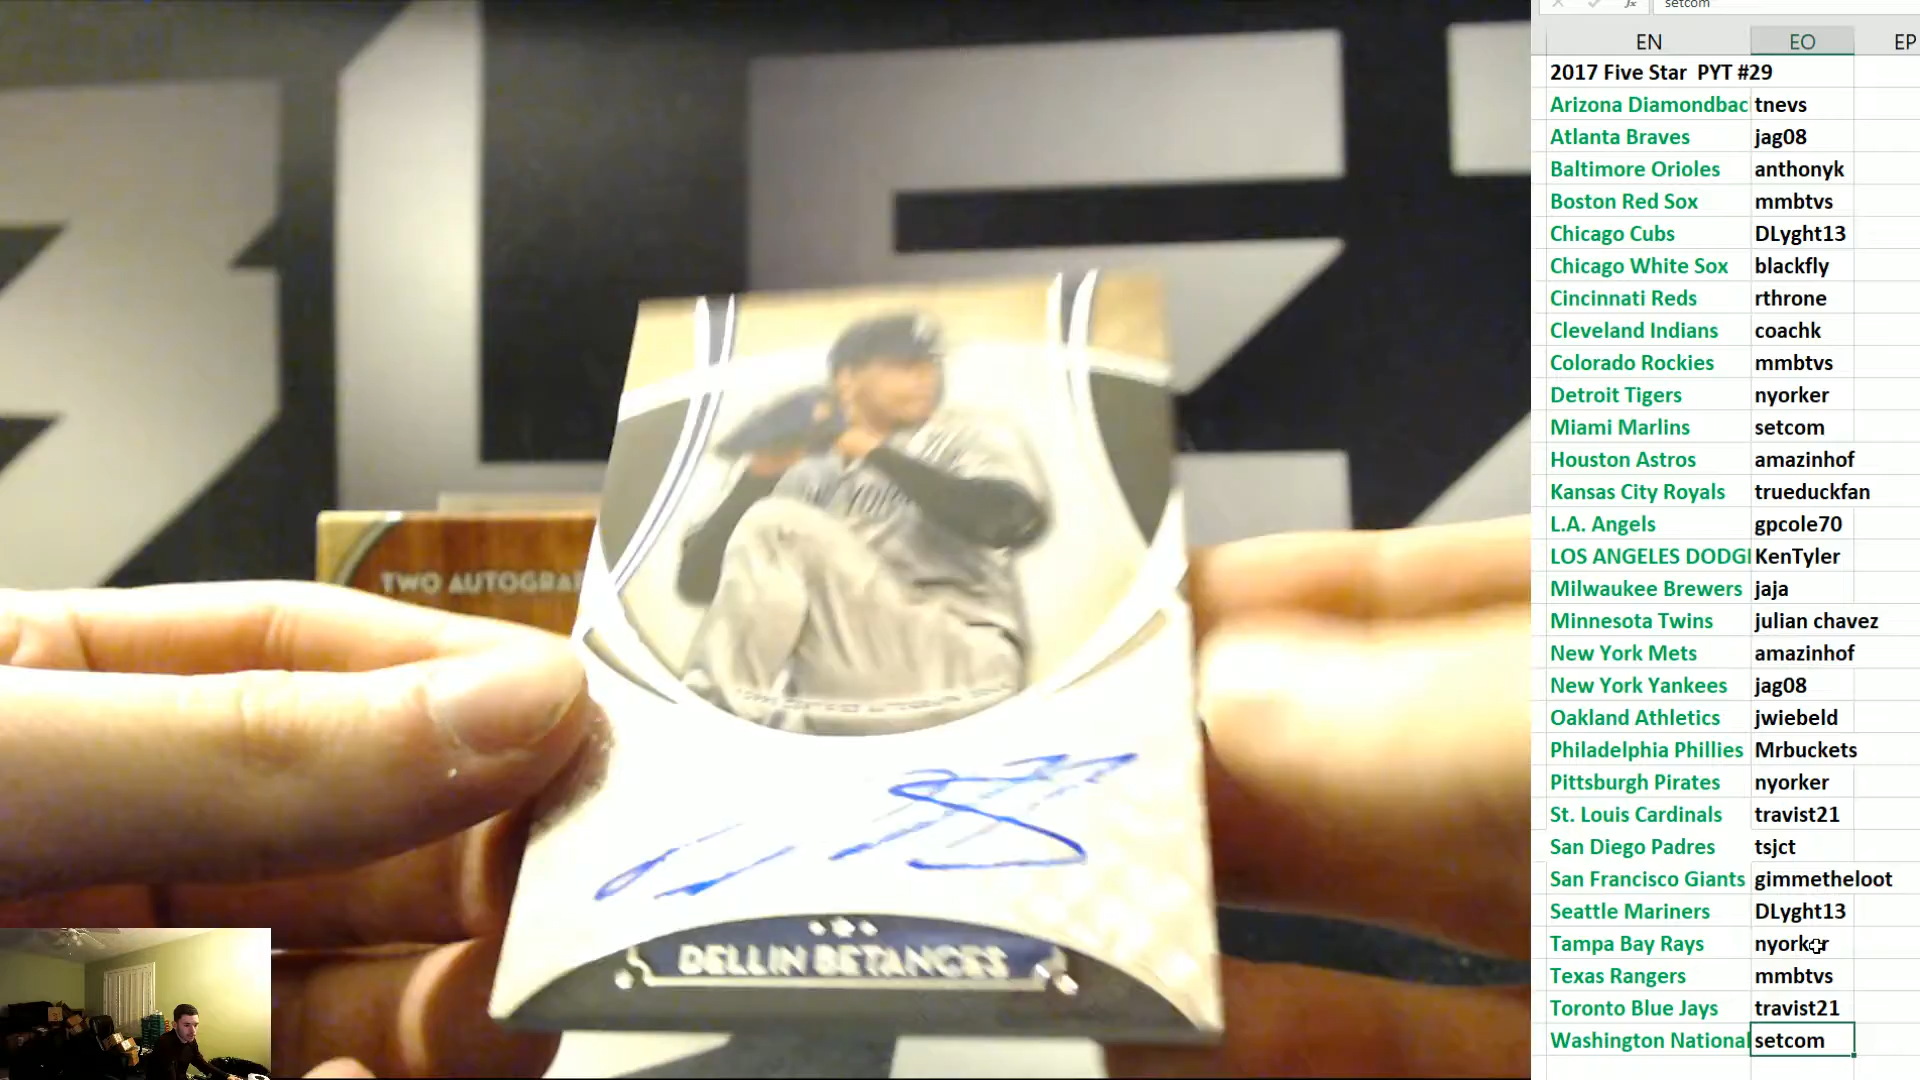 setcom
EN EO EP
2017 Five Star PYT #29
Arizona Diamondbac tnevs
Atlanta Braves jag08
Baltimore Orioles anthonyk
Boston Red Sox mmbtvs
Chicago Cubs DLyght13
Chicago White Sox blackfly
Cincinnati Reds rthrone
Cleveland Indians coachk
Colorado Rockies mmbtvs
Detroit Tigers nyorker
Miami Marlins setcom
Houston Astros amazinhof
Kansas City Royals trueduckfan
L.A. Angels gpcole70
LOS ANGELES DODG KenTyler
Milwaukee Brewers jaja
Minnesota Twins julian chavez
New York Mets amazinhof
New York Yankees jag08
Oakland Athletics jwiebeld
Philadelphia Phillies Mrbuckets
Pittsburgh Pirates nyorker
St. Louis Cardinals travist21
San Diego Padres tsjct
San Francisco Giants gimmetheloot
Seattle Mariners DLyght13
Tampa Bay Rays nyorker
Texas Rangers mmbtvs
Toronto Blue Jays travist21
Washington National setcom
TWO AUTOGRA
DELLIN BETANCES